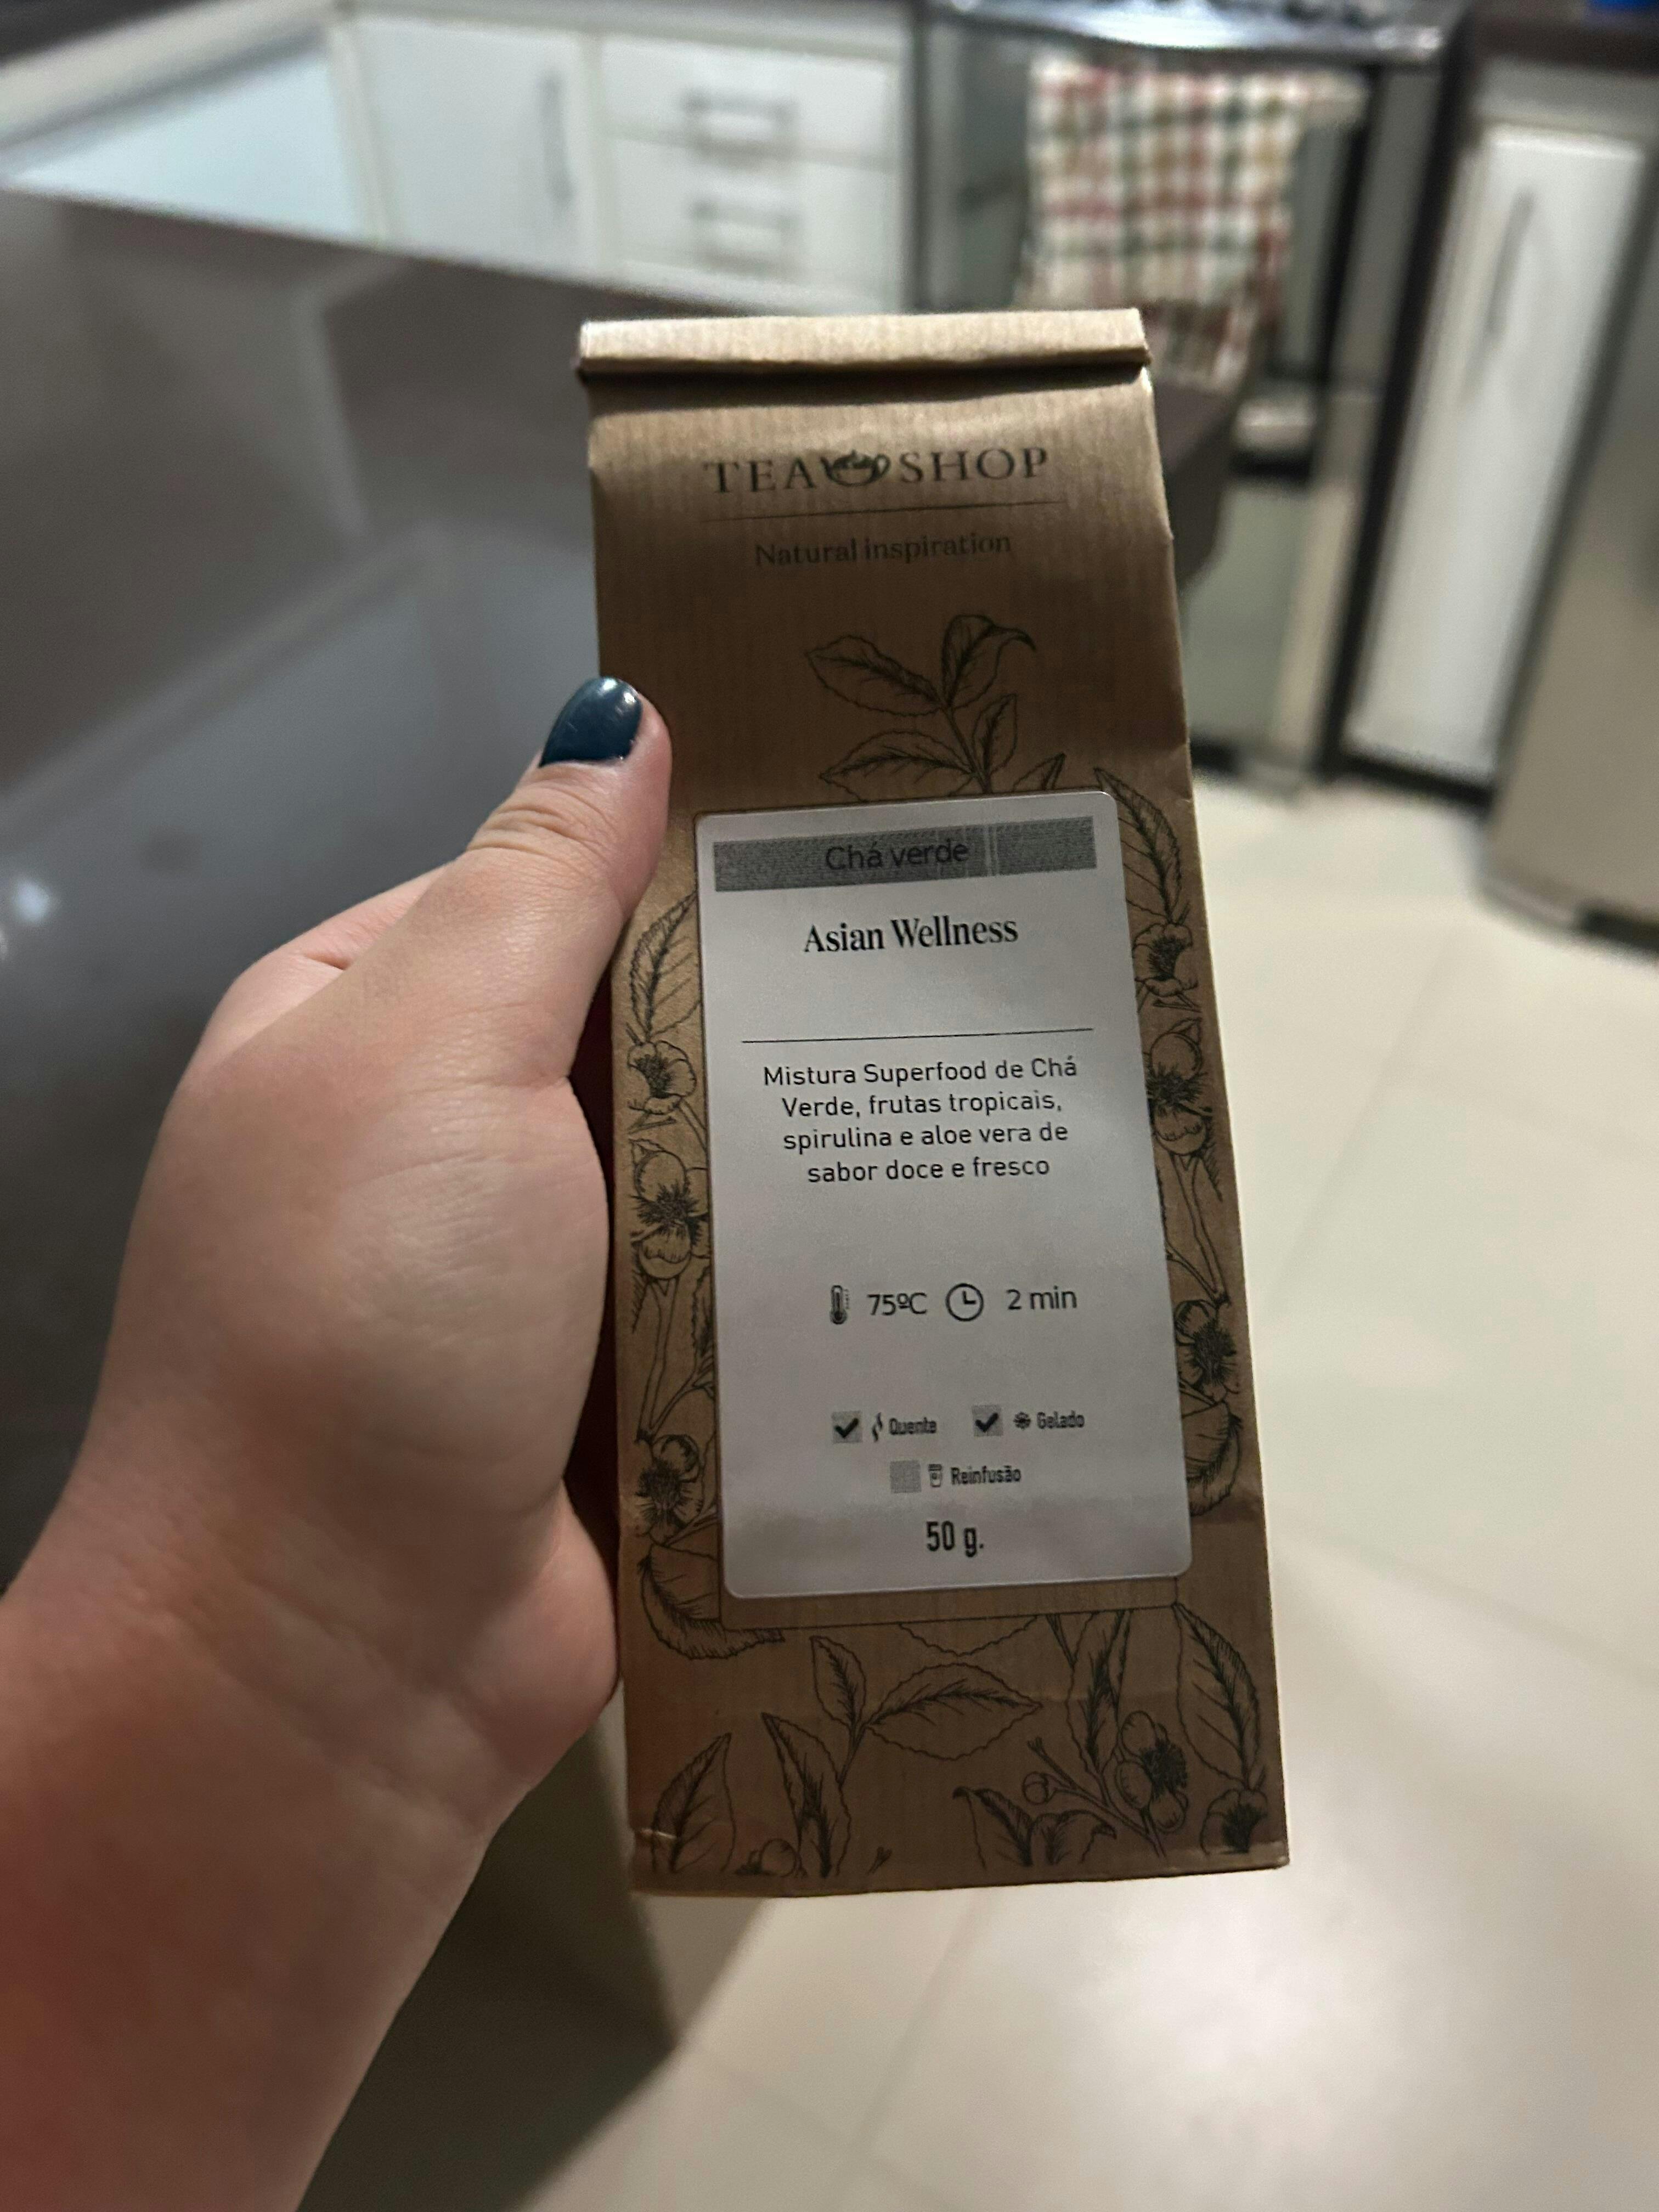 TEA SHOP
Natural inspiration
Chá verde
Asian Wellness
Mistura Superfood de Chá
Verde, frutas tropicais,
spirulina e aloe vera de
sabor doce e fresco
75ºC 2 min
Quente Gelado
Reinfusão
50 g.